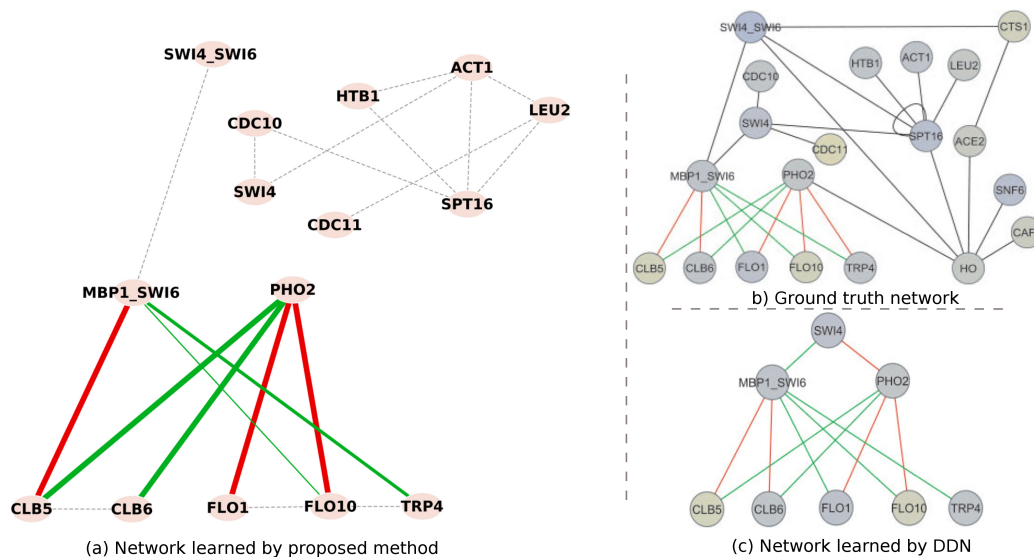 SWI4_SWI6
ACT1
HTB1
LEU2
CDC10
SWI4
SPT16
CDC11
MBP1_SWI6
PHO2
CLB5
CLB6
FLO1
FLO10
TRP4
(a) Network learned by proposed method
SWI4_SWI6
CTS1
HTB1
ACT1
LEU2
CDC10
SWI4
SPT16
ACE2
CDC11
MBP1_SWI6
PHO2
SNF6
CAF
CLB5
CLB6
FLO1
FLO10
TRP4
HO
b) Ground truth network
SWI4
MBP1_SWI6
PHO2
CLB5
CLB6
FLO1
FLO10
TRP4
(c) Network learned by DDN